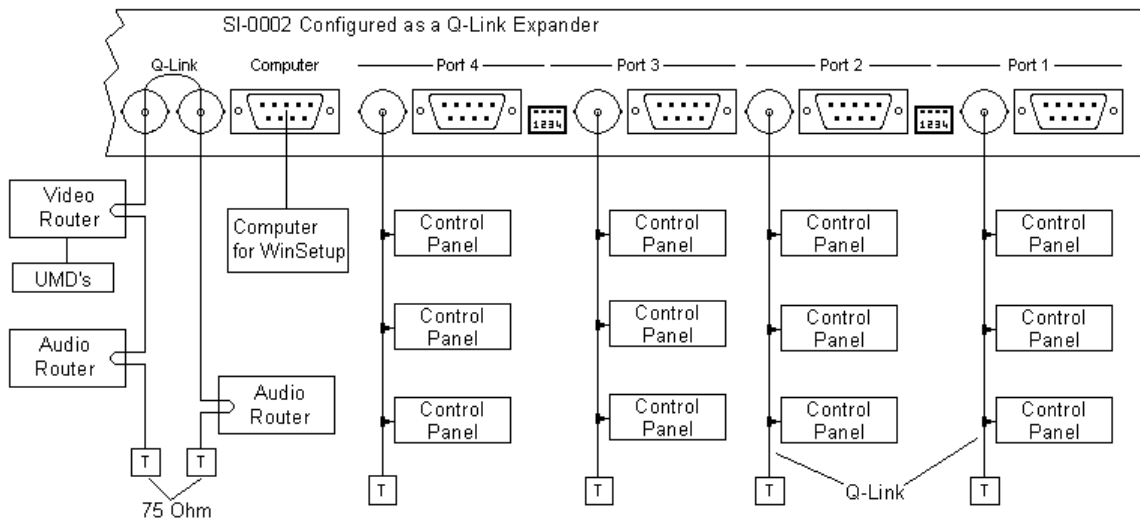 SI-0002 Configured as a Q-Link Expander
Q-Link
Computer
Port 4
Port 3
Port 2
Port 1
1234
1234
Video
Router
UMD's
Audio
Router
Computer
for WinSetup
Audio
Router
Control
Panel
Control
Panel
Control
Panel
Control
Panel
Control
Panel
Control
Panel
Control
Panel
Control
Panel
Control
Panel
Control
Panel
Control
Panel
Control
Panel
T
T
T
T
T
T
75 Ohm
Q-Link